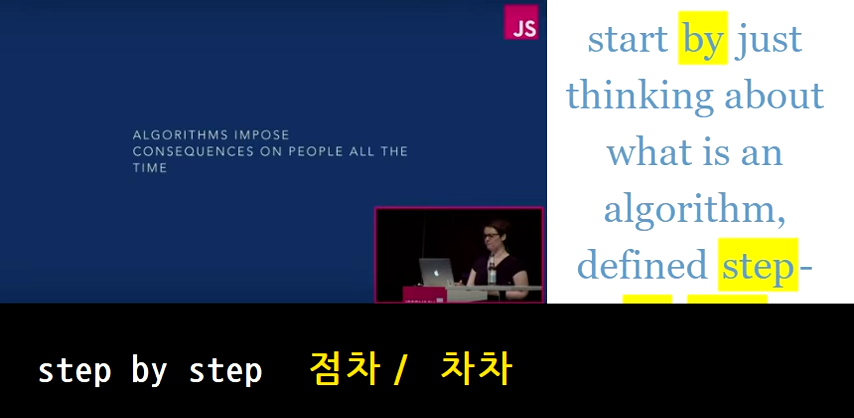 JS
ALGORITHMS IMPOSE
CONSEQUENCES ON PEOPLE ALL THE
TIME
start by just
thinking about
what is an
algorithm,
defined step-
step by step 점차 / 차차